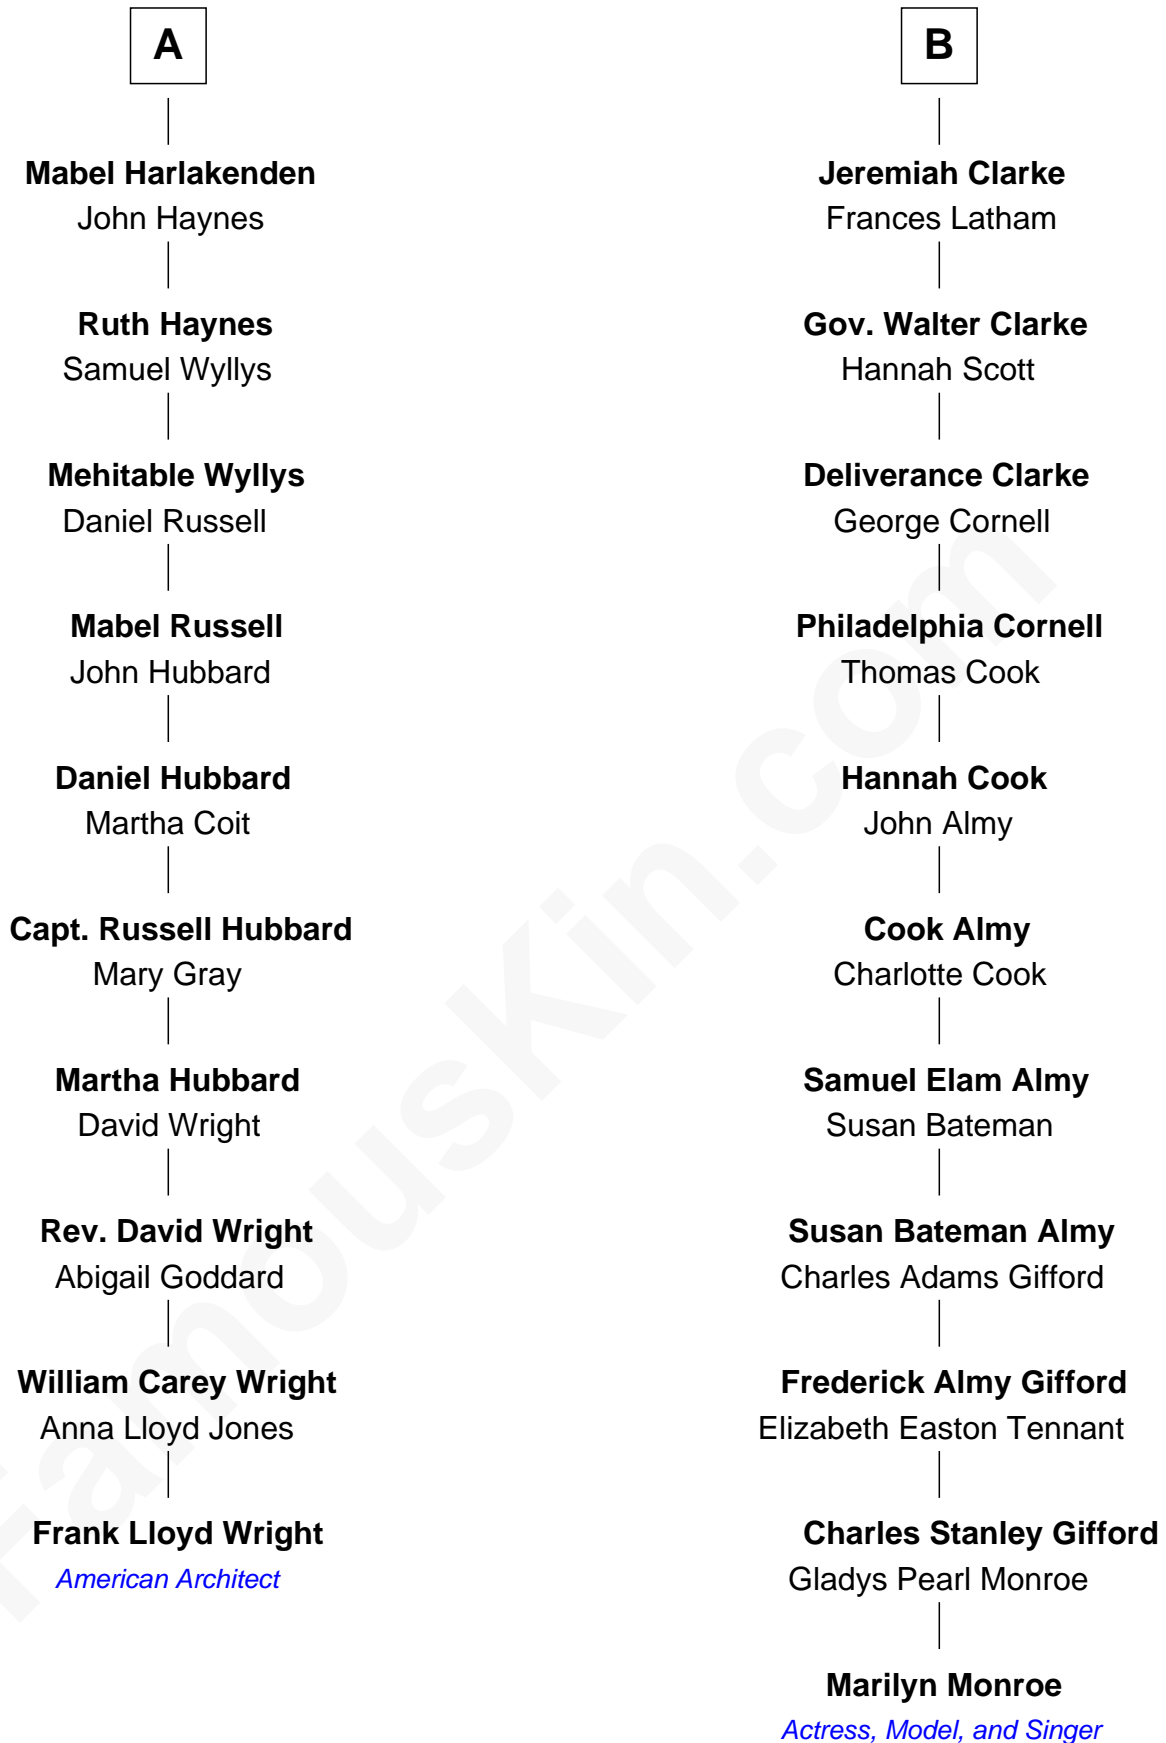 A
Mabel Harlakenden
John Haynes
Ruth Haynes
Samuel Wyllys
Mehitable Wyllys
Daniel Russell
Mabel Russell
John Hubbard
Daniel Hubbard
Martha Coit
Capt. Russell Hubbard
Mary Gray
Martha Hubbard
David Wright
Rev. David Wright
Abigail Goddard
William Carey Wright
Anna Lloyd Jones
Frank Lloyd Wright
American Architect
B
Jeremiah Clarke
Frances Latham
Gov. Walter Clarke
Hannah Scott
Deliverance Clarke
George Cornell
Philadelphia Cornell
Thomas Cook
Hannah Cook
John Almy
Cook Almy
Charlotte Cook
Samuel Elam Almy
Susan Bateman
Susan Bateman Almy
Charles Adams Gifford
Frederick Almy Gifford
Elizabeth Easton Tennant
Charles Stanley Gifford
Gladys Pearl Monroe
Marilyn Monroe
Actress, Model, and Singer
FamousKin.com